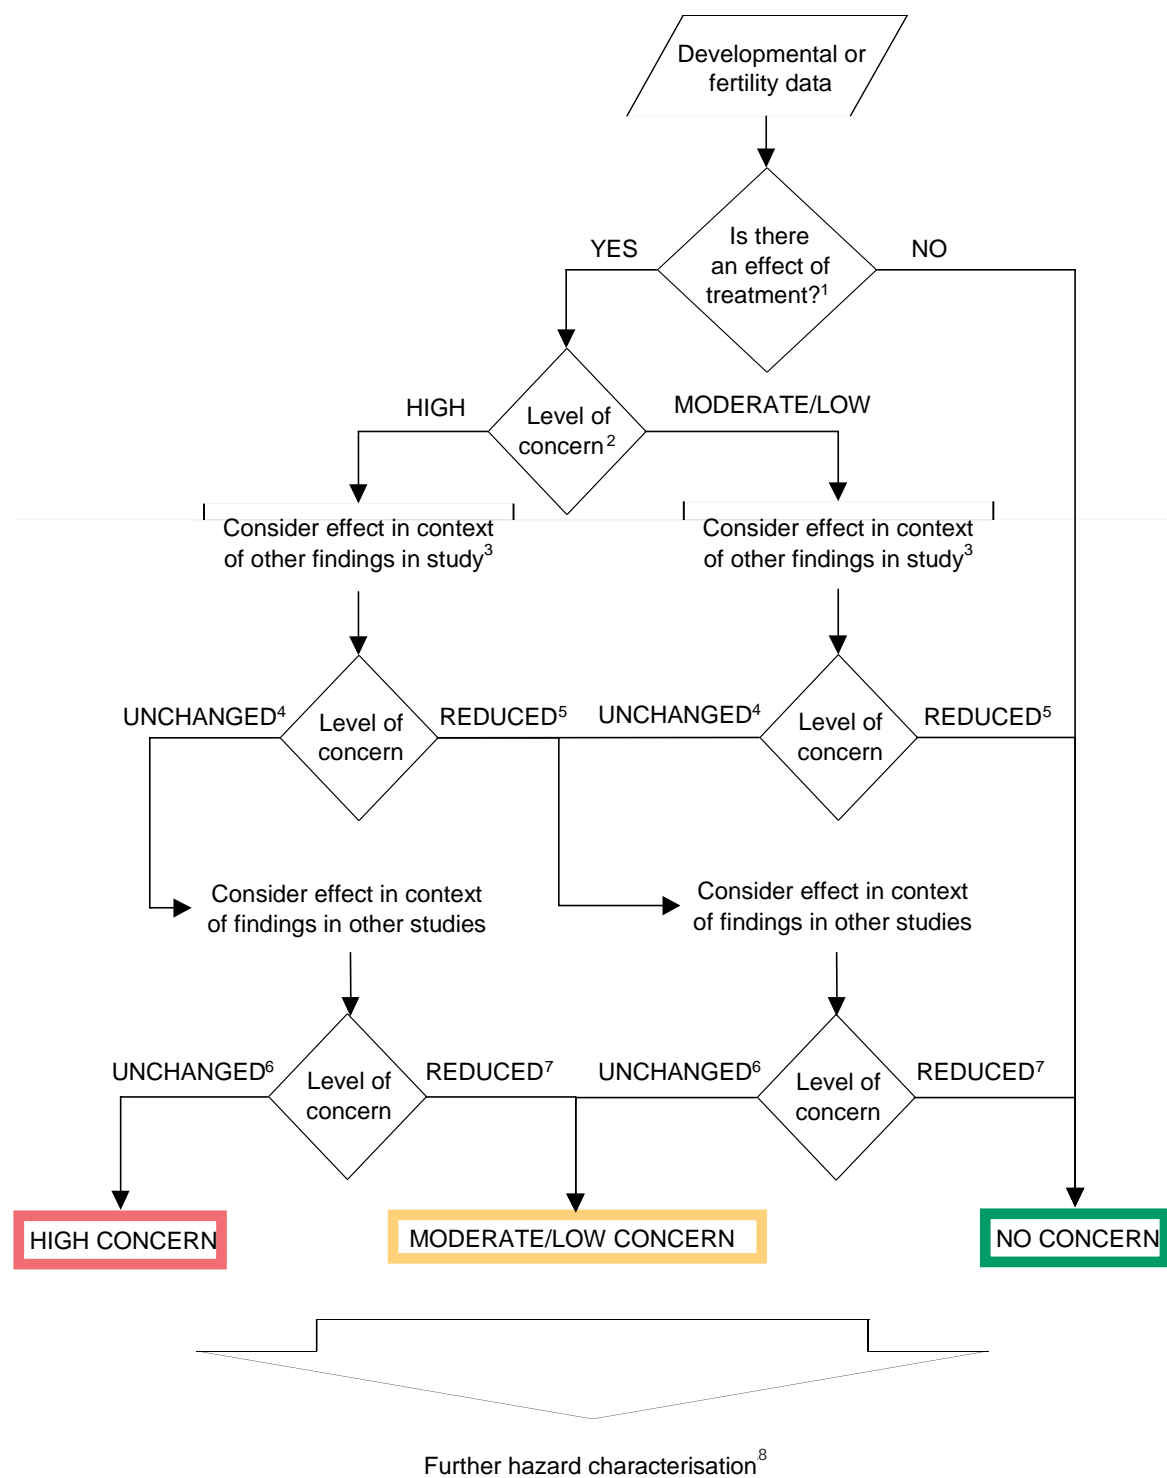 Developmental or
fertility data
Is there
an effect of
treatment?¹
YES
NO
Level of
concern²
HIGH
MODERATE/LOW
Consider effect in context
of other findings in study³
Consider effect in context
of other findings in study³
UNCHANGED⁴
Level of
concern
REDUCED⁵
UNCHANGED⁴
Level of
concern
REDUCED⁵
Consider effect in context
of findings in other studies
Consider effect in context
of findings in other studies
UNCHANGED⁶
Level of
concern
REDUCED⁷
UNCHANGED⁶
Level of
concern
REDUCED⁷
HIGH CONCERN
MODERATE/LOW CONCERN
NO CONCERN
Further hazard characterisation⁸